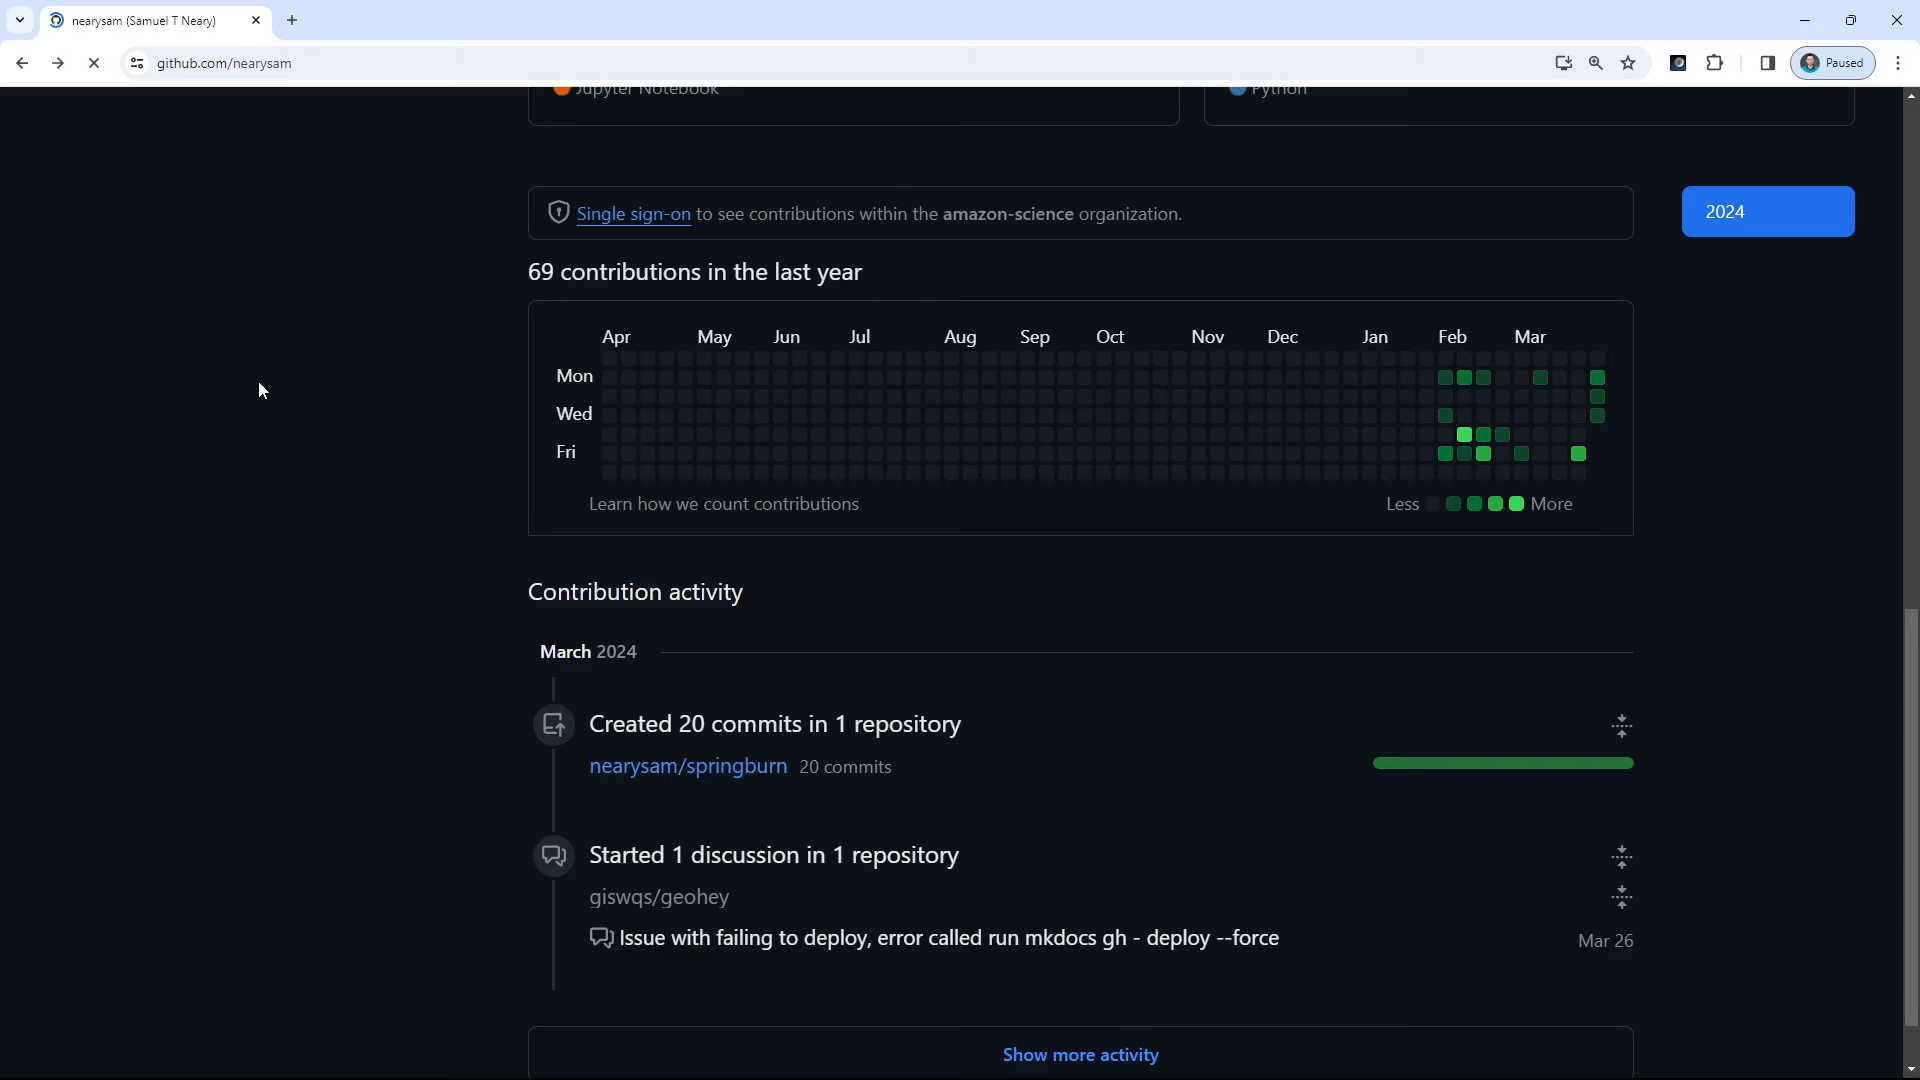 nearysam (Samuel T Neary)
github.com/nearysam
Paused
Jupyter Notebook
Python
Single sign-on to see contributions within the amazon-science organization.
2024
69 contributions in the last year
Apr May Jun Jul Aug Sep Oct Nov Dec Jan Feb Mar
Mon
Wed
Fri
Learn how we count contributions
Less More
Contribution activity
March 2024
Created 20 commits in 1 repository
nearysam/springburn 20 commits
Started 1 discussion in 1 repository
giswqs/geohey
Issue with failing to deploy, error called run mkdocs gh - deploy --force
Mar 26
Show more activity